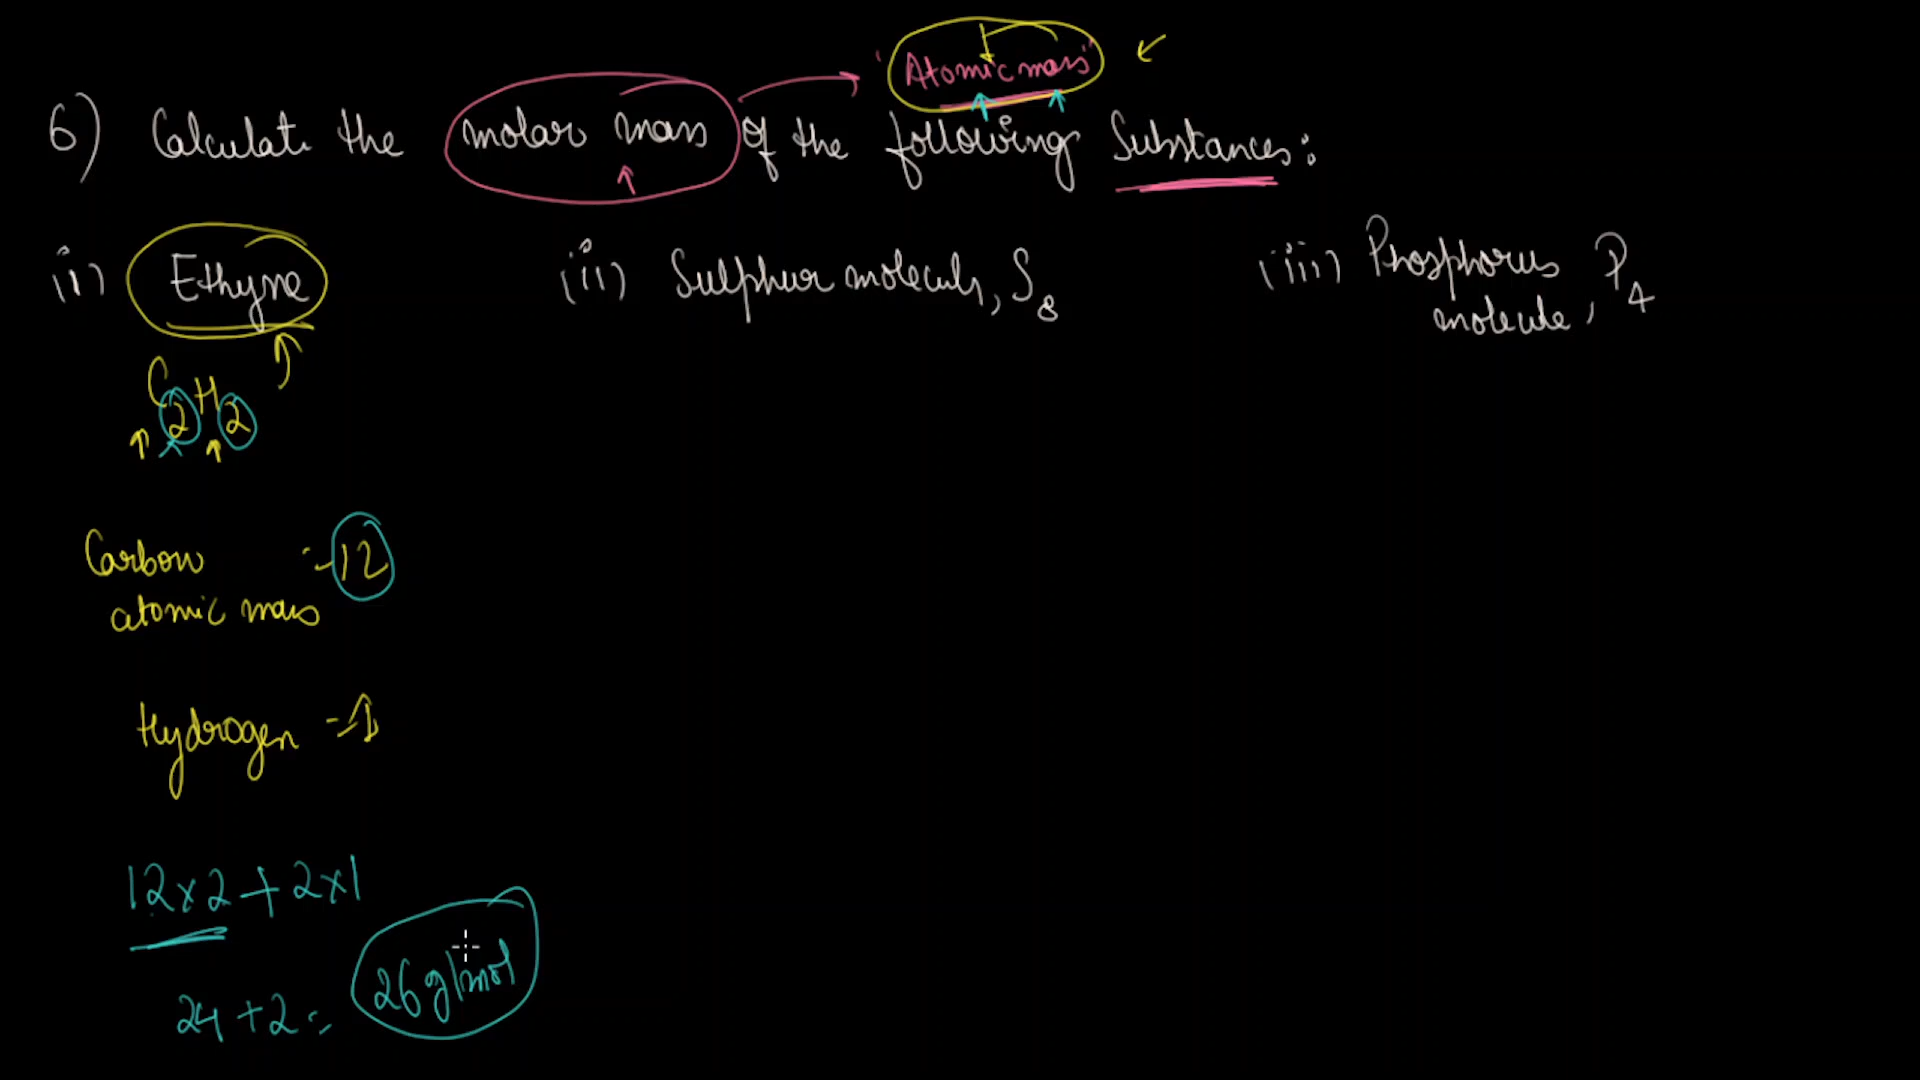 'Atomic mass'
6) Calculate the molar mass of the following Substances:
(i) Ethyne
(ii) Sulphur molecule, S8
(iii) Phosphorus P4
molecule,
C2H2
Carbon = 12
atomic mass
Hydrogen = 1
12x2 + 2x1
24 + 2 = 26 g/mol